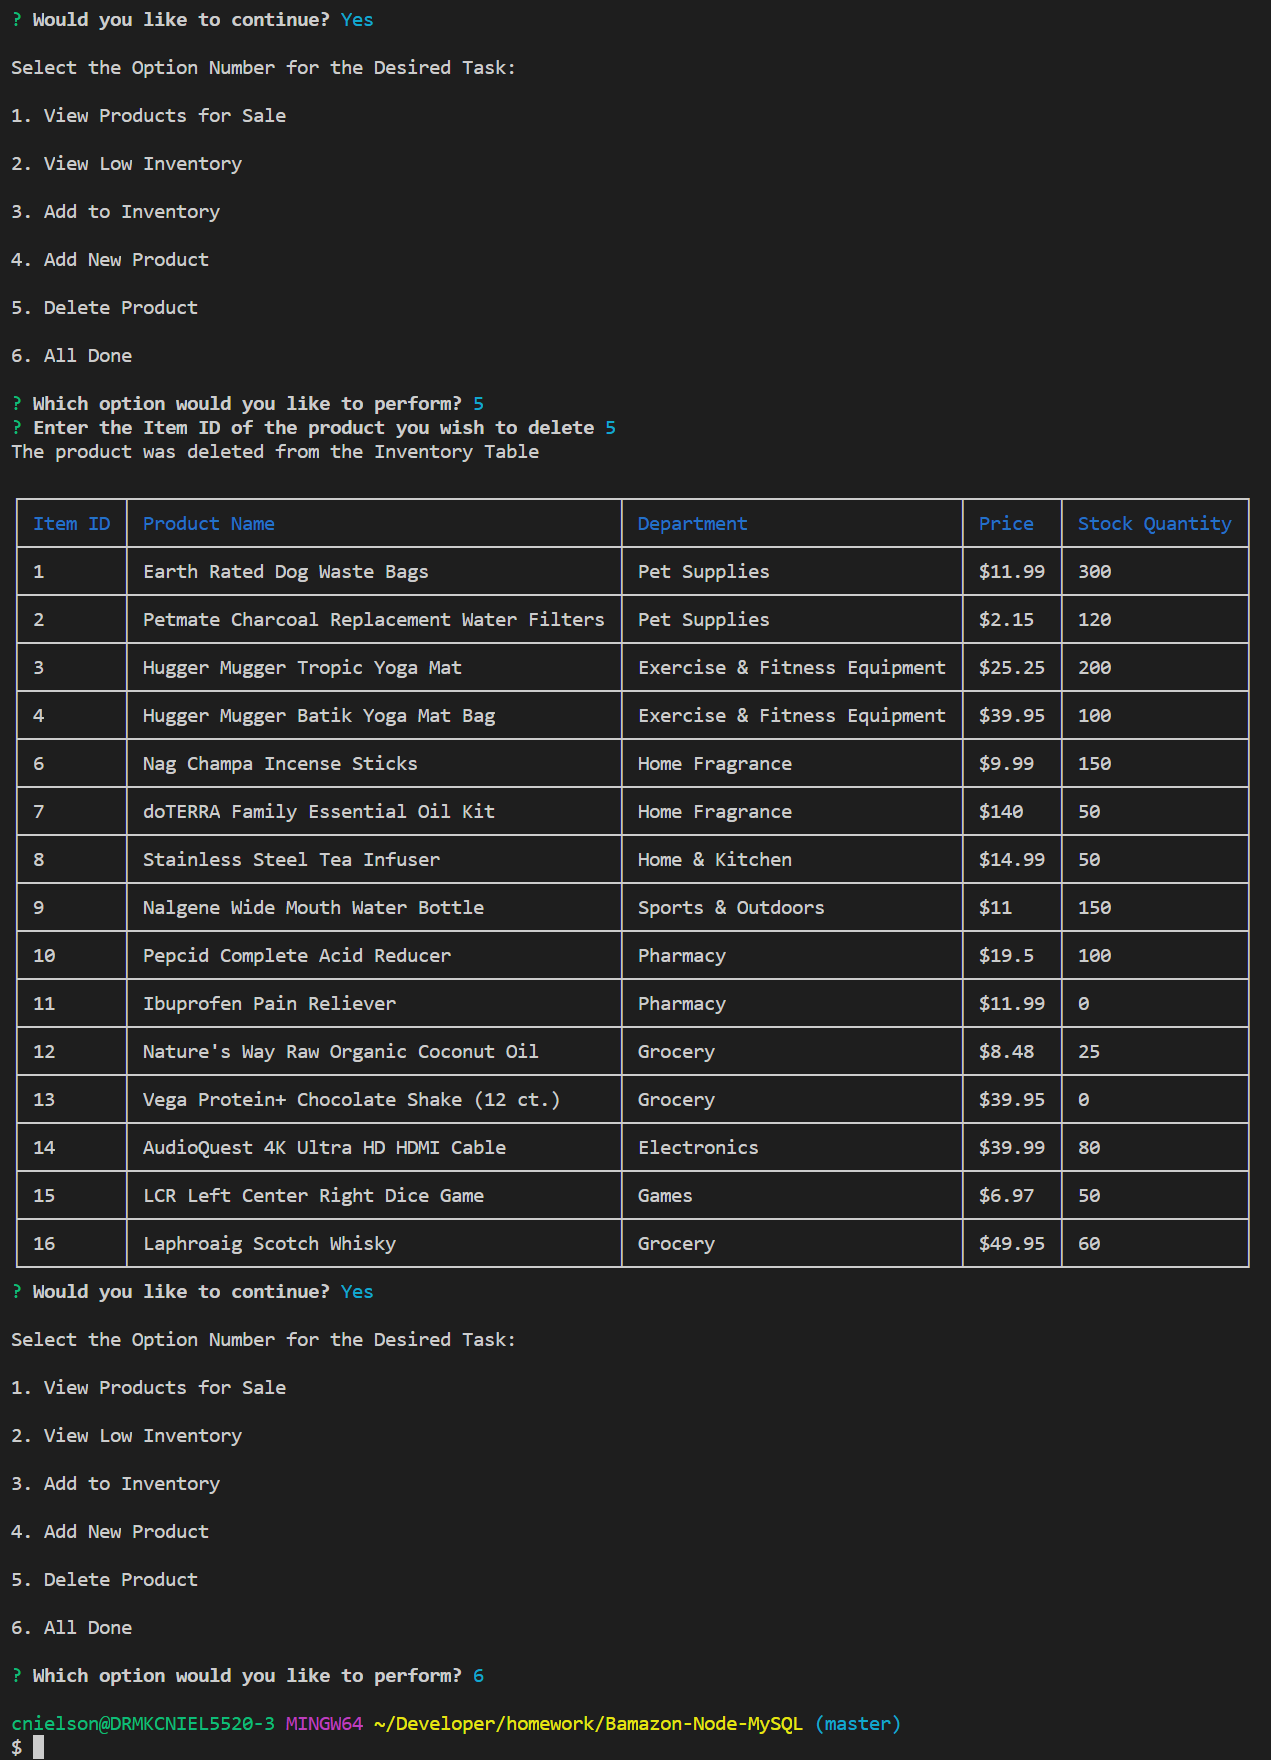 ? Would you like to continue? Yes
Select the Option Number for the Desired Task:
1. View Products for Sale
2. View Low Inventory
3. Add to Inventory
4. Add New Product
5. Delete Product
6. All Done
? Which option would you like to perform? 5
? Enter the Item ID of the product you wish to delete 5
The product was deleted from the Inventory Table
Item ID Product Name Department Price Stock Quantity
1 Earth Rated Dog Waste Bags Pet Supplies $11.99 300
2 Petmate Charcoal Replacement Water Filters Pet Supplies $2.15 120
3 Hugger Mugger Tropic Yoga Mat Exercise & Fitness Equipment $25.25 200
4 Hugger Mugger Batik Yoga Mat Bag Exercise & Fitness Equipment $39.95 100
6 Nag Champa Incense Sticks Home Fragrance $9.99 150
7 doTERRA Family Essential Oil Kit Home Fragrance $140 50
8 Stainless Steel Tea Infuser Home & Kitchen $14.99 50
9 Nalgene Wide Mouth Water Bottle Sports & Outdoors $11 150
10 Pepcid Complete Acid Reducer Pharmacy $19.5 100
11 Ibuprofen Pain Reliever Pharmacy $11.99 0
12 Nature's Way Raw Organic Coconut Oil Grocery $8.48 25
13 Vega Protein+ Chocolate Shake (12 ct.) Grocery $39.95 0
14 AudioQuest 4K Ultra HD HDMI Cable Electronics $39.99 80
15 LCR Left Center Right Dice Game Games $6.97 50
16 Laphroaig Scotch Whisky Grocery $49.95 60
? Would you like to continue? Yes
Select the Option Number for the Desired Task:
1. View Products for Sale
2. View Low Inventory
3. Add to Inventory
4. Add New Product
5. Delete Product
6. All Done
? Which option would you like to perform? 6
cnielson@DRMKCNIEL5520-3 MINGW64 ~/Developer/homework/Bamazon-Node-MySQL (master)
$